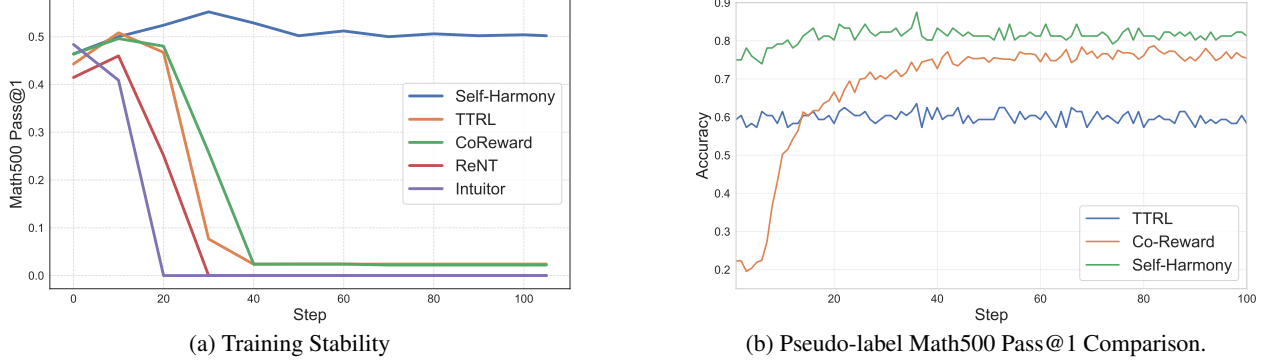 Math500 Pass@1
0.5
0.4
0.3
0.2
0.1
0.0
Self-Harmony
TTRL
CoReward
ReNT
Intuitor
0 20 40 60 80 100
Step
(a) Training Stability
Accuracy
0.9
0.8
0.7
0.6
0.5
0.4
0.3
0.2
TTRL
Co-Reward
Self-Harmony
20 40 60 80 100
Step
(b) Pseudo-label Math500 Pass@1 Comparison.